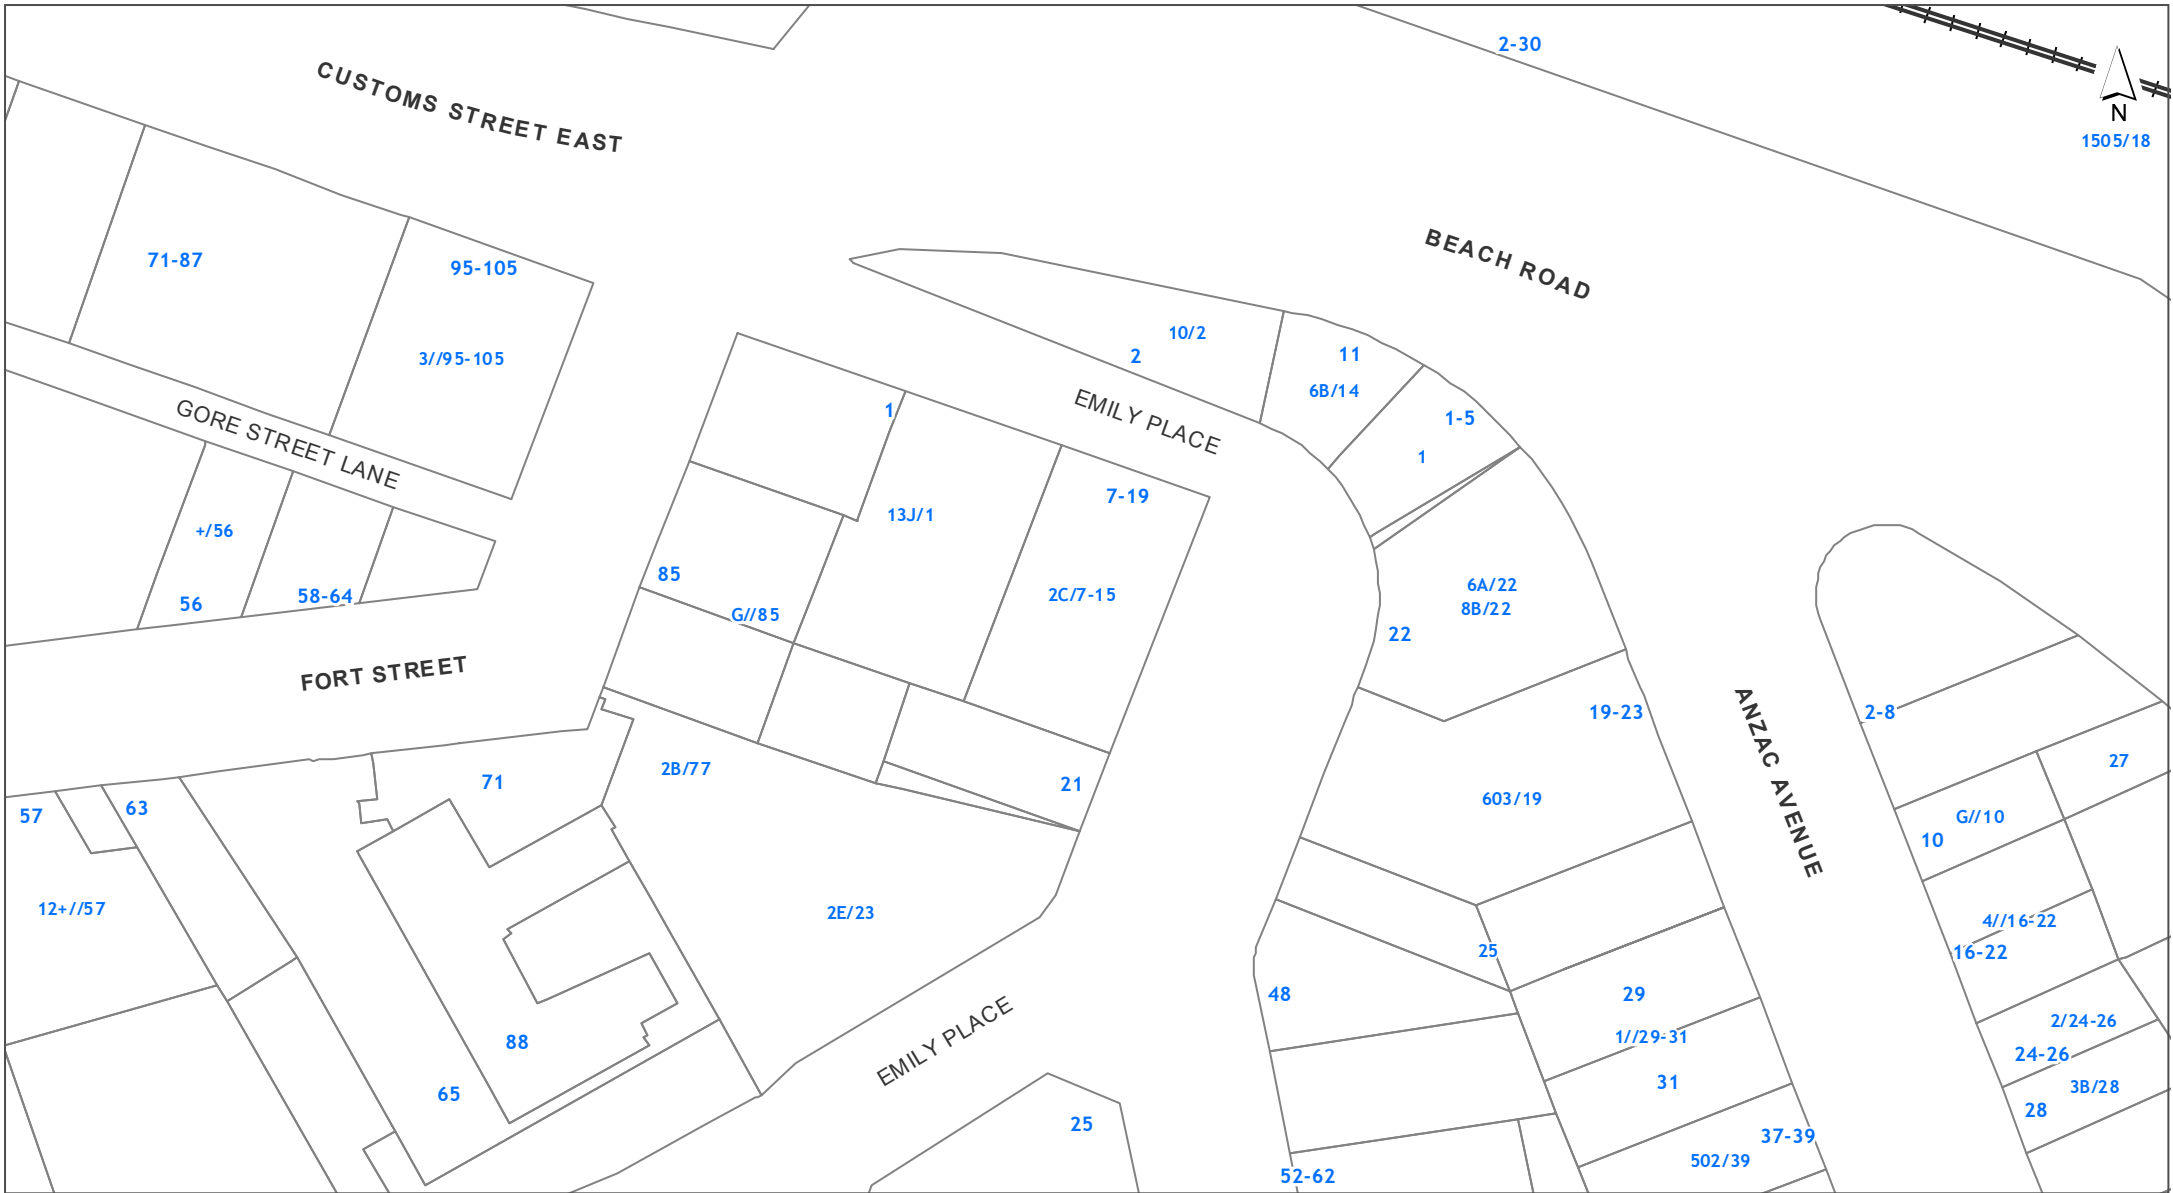 2-30
CUSTOMS STREET EAST
N
1505/18
71-87
95-105
BEACH ROAD
10/2
2
11
3//95-105
6B/14
1
EMILY PLACE
1-5
GORE STREET LANE
1
7-19
13J/1
+/56
85
6A/22
2C/7-15
58-64
56
8B/22
G//85
22
FORT STREET
19-23
2-8
ANZAC AVENUE
27
2B/77
71
21
603/19
57
63
G//10
10
12+//57
2E/23
4//16-22
25
16-22
48
29
2/24-26
1//29-31
88
EMILY PLACE
24-26
31
3B/28
65
28
25
37-39
502/39
52-62